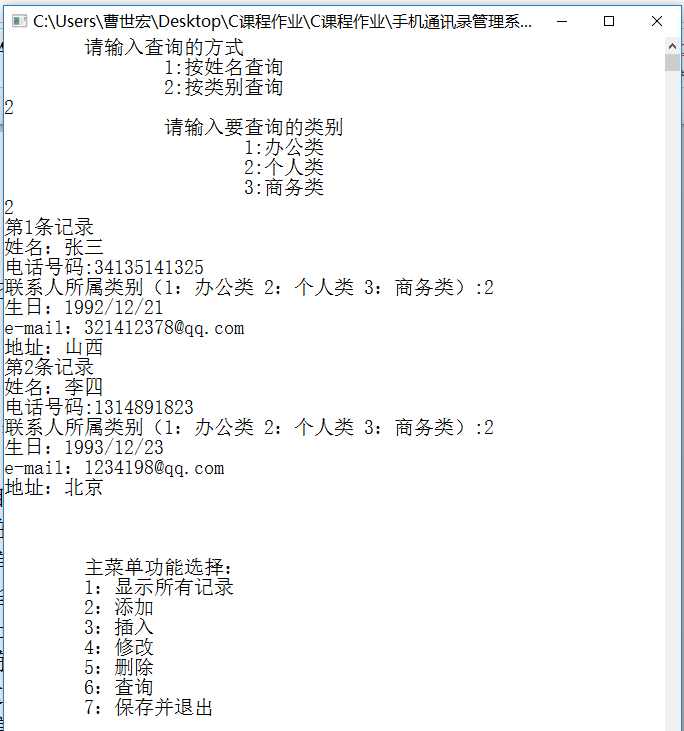 C:\Users\曹世宏\Desktop\C课程作业\C课程作业\手机通讯录管理系...
请输入查询的方式
1:按姓名查询
2:按类别查询
2
请输入要查询的类别
1:办公类
2:个人类
3:商务类
2
第1条记录
姓名: 张三
电话号码:34135141325
联系人所属类别（1: 办公类 2: 个人类 3: 商务类）:2
生日: 1992/12/21
e-mail: 321412378@qq.com
地址: 山西
第2条记录
姓名: 李四
电话号码:1314891823
联系人所属类别（1: 办公类 2: 个人类 3: 商务类）:2
生日: 1993/12/23
e-mail: 1234198@qq.com
地址: 北京
主菜单功能选择:
1: 显示所有记录
2: 添加
3: 插入
4: 修改
5: 删除
6: 查询
7: 保存并退出